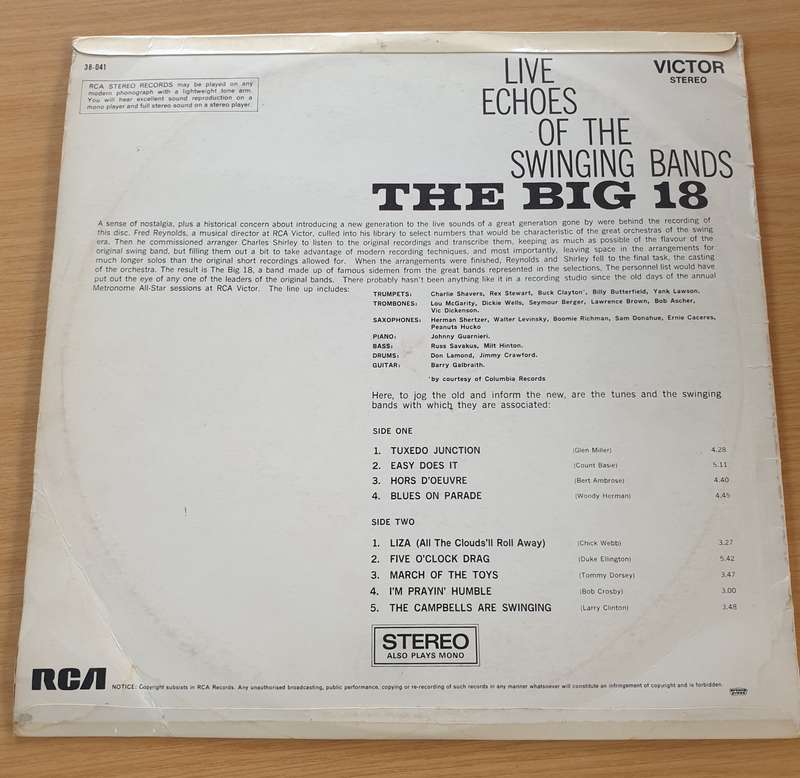 38-041
RCA STEREO RECORDS may be played on any
modern phonograph with a lightweight tone arm.
You will hear excellent sound reproduction on a
mono player and full stereo sound on a stereo player.
LIVE
ECHOES
OF THE
SWINGING BANDS
VICTOR
STEREO
THE BIG 18
A sense of nostalgia, plus a historical concern about introducing a new generation to the live sounds of a great generation gone by were behind the recording of
this disc. Fred Reynolds, a musical director at RCA Victor, culled into his library to select numbers that would be characteristic of the great orchestras of the swing
era. Then he commissioned arranger Charles Shirley to listen to the original recordings and transcribe them, keeping as much as possible of the flavour of the
original swing band, but filling them out a bit to take advantage of modern recording techniques, and most importantly, leaving space in the arrangements for
much longer solos than the original short recordings allowed for. When the arrangements were finished, Reynolds and Shirley fell to the final task, the casting
of the orchestra. The result is The Big 18, a band made up of famous sidemen from the great bands represented in the selections. The personnel list would have
put out the eye of any one of the leaders of the original bands. There probably hasn't been anything like it in a recording studio since the old days of the annual
Metronome All-Star sessions at RCA Victor. The line up includes:
TRUMPETS: Charlie Shavers, Rex Stewart, Buck Clayton*, Billy Butterfield, Yank Lawson.
TROMBONES: Lou McGarity, Dickie Wells, Seymour Berger, Lawrence Brown, Bob Ascher,
Vic Dickenson.
SAXOPHONES: Herman Shertzer, Walter Levinsky, Boomie Richman, Sam Donahue, Ernie Caceres,
Peanuts Hucko
PIANO: Johnny Guarnieri.
BASS: Russ Savakus, Milt Hinton.
DRUMS: Don Lamond, Jimmy Crawford.
GUITAR: Barry Galbraith.
*by courtesy of Columbia Records
Here, to jog the old and inform the new, are the tunes and the swinging
bands with which they are associated:
SIDE ONE
1. TUXEDO JUNCTION (Glen Miller) 4.28
2. EASY DOES IT (Count Basie) 5.11
3. HORS D'OEUVRE (Bert Ambrose) 4.40
4. BLUES ON PARADE (Woody Herman) 4.45
SIDE TWO
1. LIZA (All The Clouds'll Roll Away) (Chick Webb) 3.27
2. FIVE O'CLOCK DRAG (Duke Ellington) 5.42
3. MARCH OF THE TOYS (Tommy Dorsey) 3.47
4. I'M PRAYIN' HUMBLE (Bob Crosby) 3.00
5. THE CAMPBELLS ARE SWINGING (Larry Clinton) 3.48
STEREO
ALSO PLAYS MONO
RCA
NOTICE: Copyright subsists in RCA Records. Any unauthorised broadcasting, public performance, copying or re-recording of such records in any manner whatsoever will constitute an infringement of copyright and is forbidden.